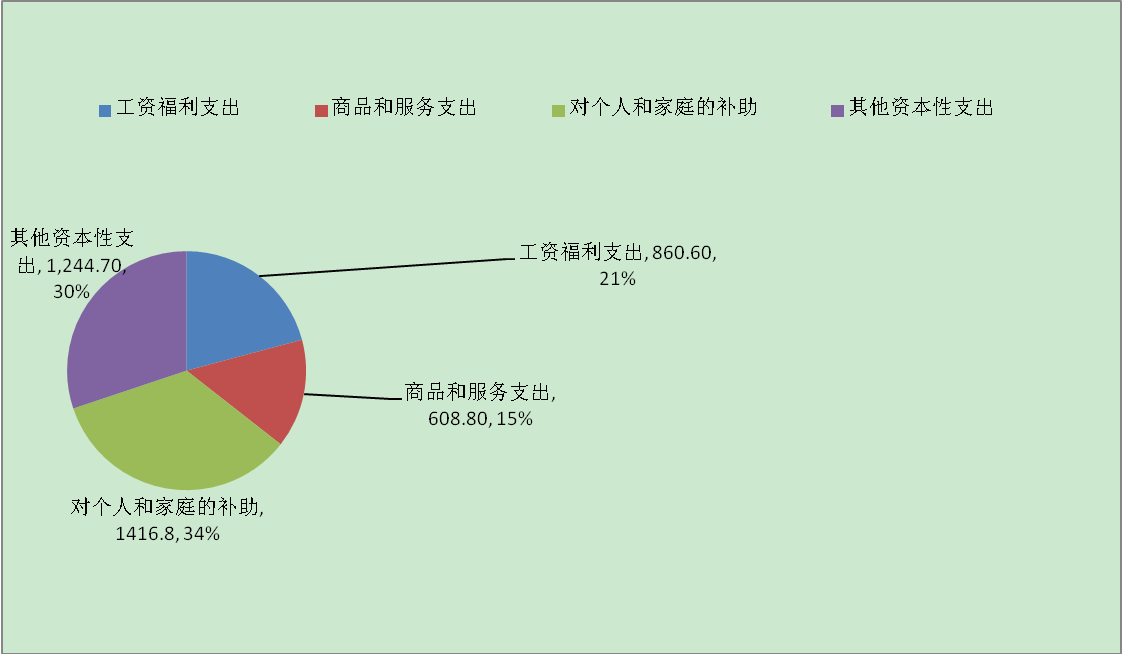 工资福利支出
商品和服务支出
对个人和家庭的补助
其他资本性支出
其他资本性支
出, 1,244.70,
30%
工资福利支出, 860.60,
21%
商品和服务支出,
608.80, 15%
对个人和家庭的补助,
1416.8, 34%